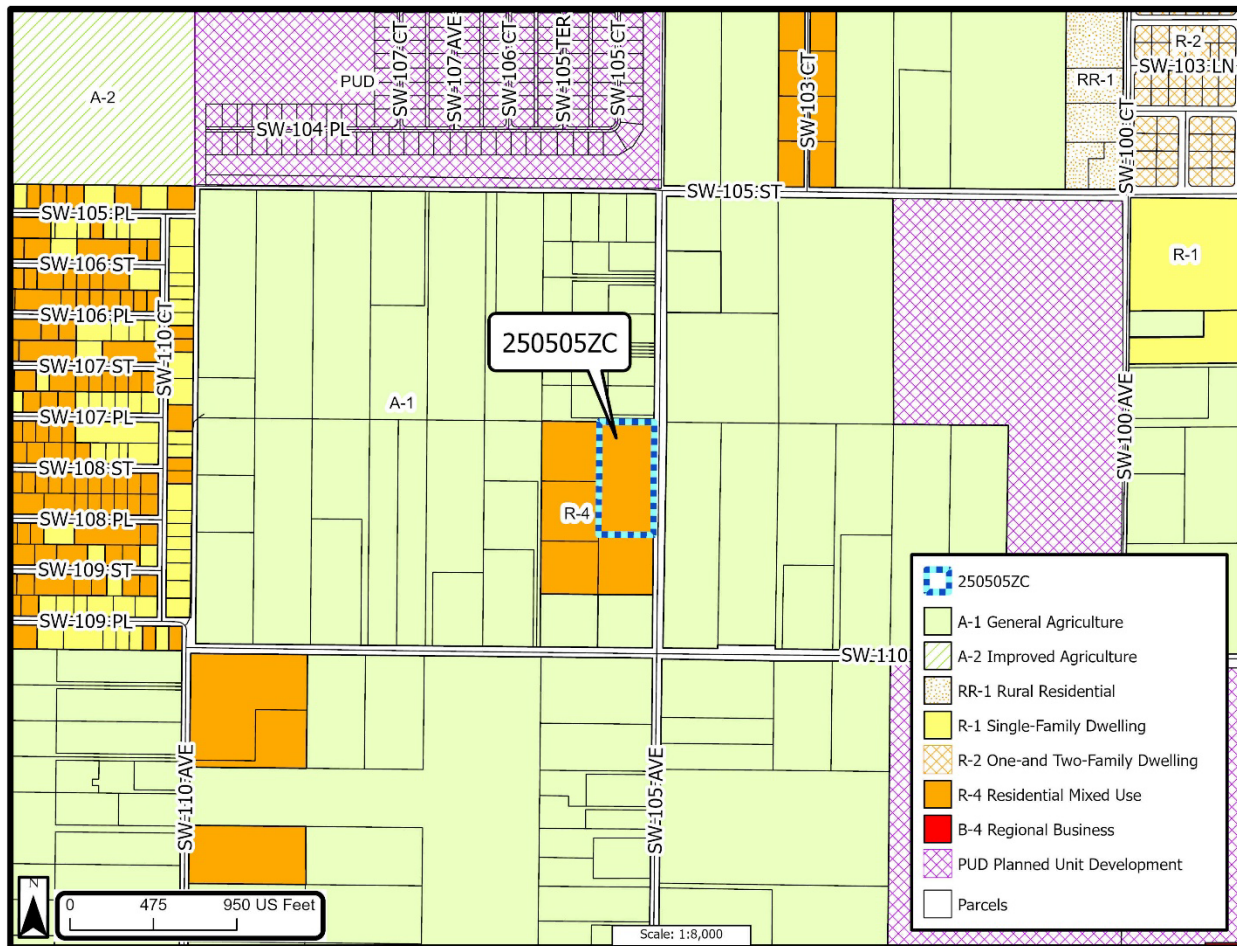 A-2
PUD
SW 107 CT
SW 107 AVE
SW 106 CT
SW 105 TER
SW 105 CT
SW 104 PL
SW 103 CT
RR-1
SW 100 CT
R-2
SW 103 LN
SW 105 ST
SW 105 PL
SW 106 ST
SW 106 PL
SW 107 ST
SW 107 PL
SW 108 ST
SW 108 PL
SW 109 ST
SW 109 PL
SW 110 CT
R-1
250505ZC
A-1
R-4
SW 100 AVE
SW 110
SW 110 AVE
SW 105 AVE
250505ZC
A-1 General Agriculture
A-2 Improved Agriculture
RR-1 Rural Residential
R-1 Single-Family Dwelling
R-2 One-and Two-Family Dwelling
R-4 Residential Mixed Use
B-4 Regional Business
PUD Planned Unit Development
Parcels
N
0 475 950 US Feet
Scale: 1:8,000